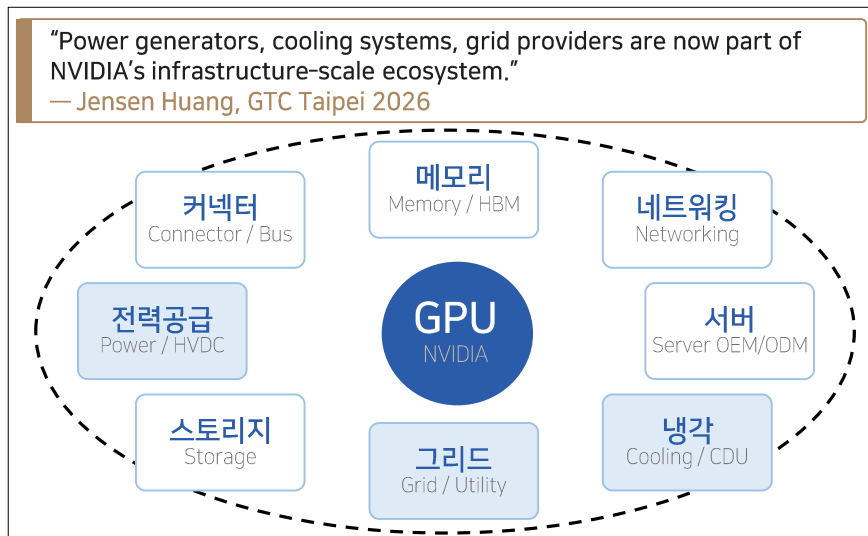 “Power generators, cooling systems, grid providers are now part of
NVIDIA’s infrastructure-scale ecosystem.”
— Jensen Huang, GTC Taipei 2026
메모리
Memory / HBM
커넥터
Connector / Bus
네트워킹
Networking
전력공급
Power / HVDC
GPU
NVIDIA
서버
Server OEM/ODM
스토리지
Storage
그리드
Grid / Utility
냉각
Cooling / CDU